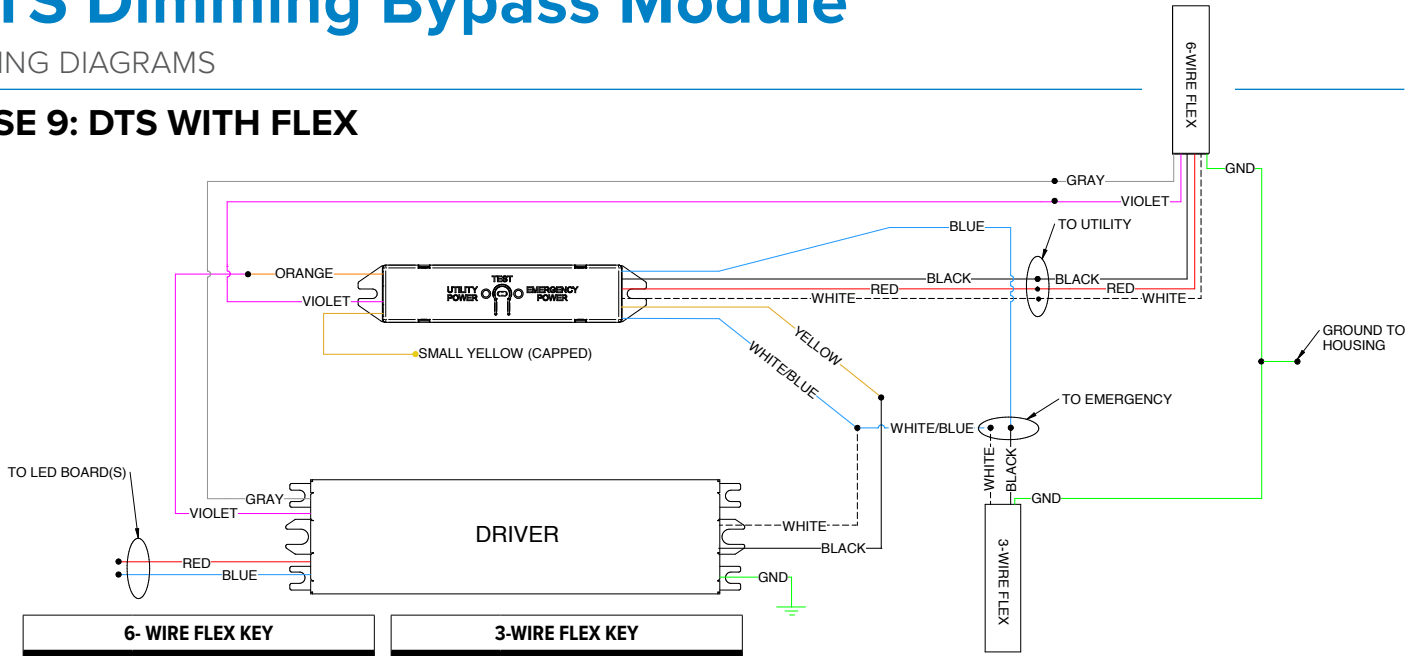 TS Dimming Bypass Module
ING DIAGRAMS
SE 9: DTS WITH FLEX
6-WIRE FLEX
GND
GRAY
VIOLET
TO UTILITY
BLUE
ORANGE
BLACK
BLACK
RED
RED
WHITE
WHITE
VIOLET
TEST
UTILITY POWER
EMERGENCY POWER
SMALL YELLOW (CAPPED)
YELLOW
WHITE/BLUE
GROUND TO
HOUSING
TO EMERGENCY
WHITE/BLUE
WHITE
BLACK
TO LED BOARD(S)
GRAY
VIOLET
GND
DRIVER
WHITE
BLACK
RED
BLUE
GND
3-WIRE FLEX
6- WIRE FLEX KEY
3-WIRE FLEX KEY